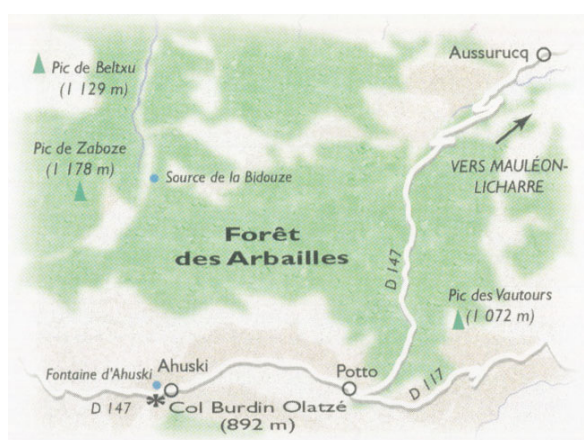 Aussurucq
Pic de Beltxu
(1 129 m)
Pic de Zaboze
(1 178 m)
VERS MAULÉON-
LICHARRE
Source de la Bidouze
Forêt
des Arbailles
D 147
Pic des Vautours
(1 072 m)
Fontaine d'Ahuski
Ahuski
Potto
D 117
D 147
* Col Burdin Olatzé
(892 m)